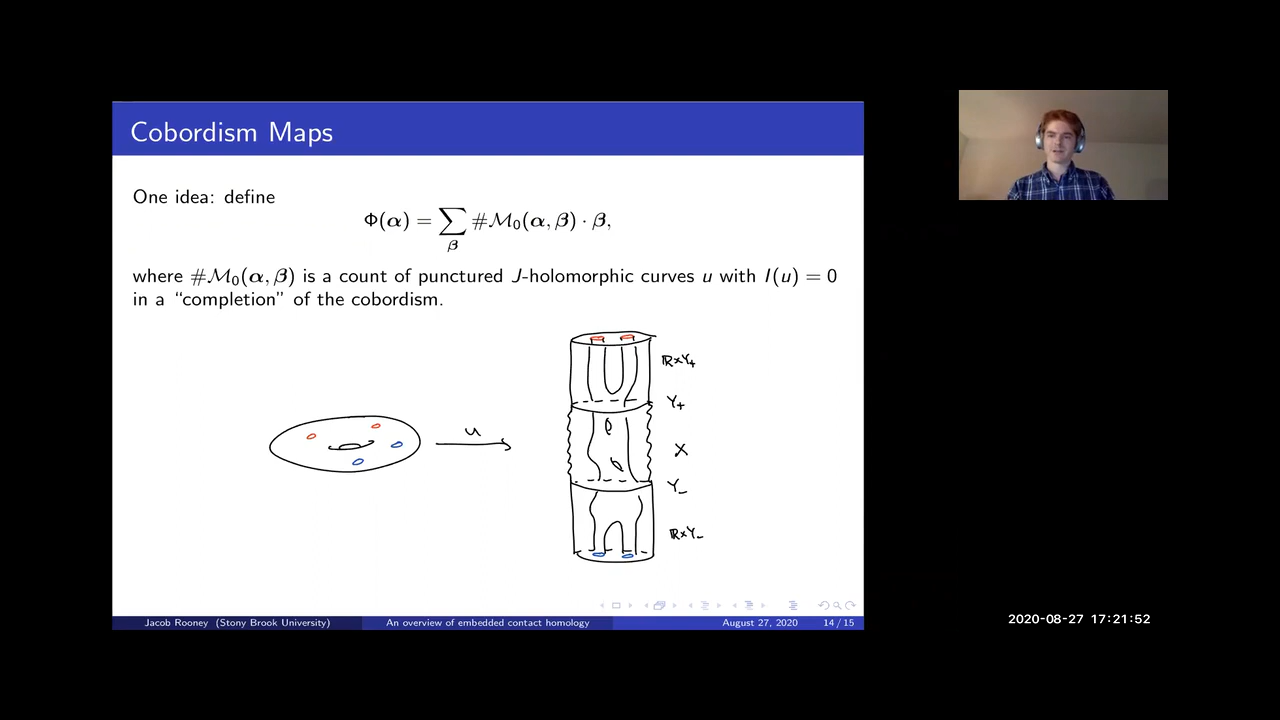 Cobordism Maps
One idea: define
Φ(α) = ∑ #M₀(α, β) · β,
β
where #M₀(α, β) is a count of punctured J-holomorphic curves u with I(u) = 0
in a “completion” of the cobordism.
ℝ×Y₊
Y₊
u
X
Y₋
ℝ×Y₋
Jacob Rooney (Stony Brook University) An overview of embedded contact homology August 27, 2020 14 / 15
2020-08-27 17:21:52